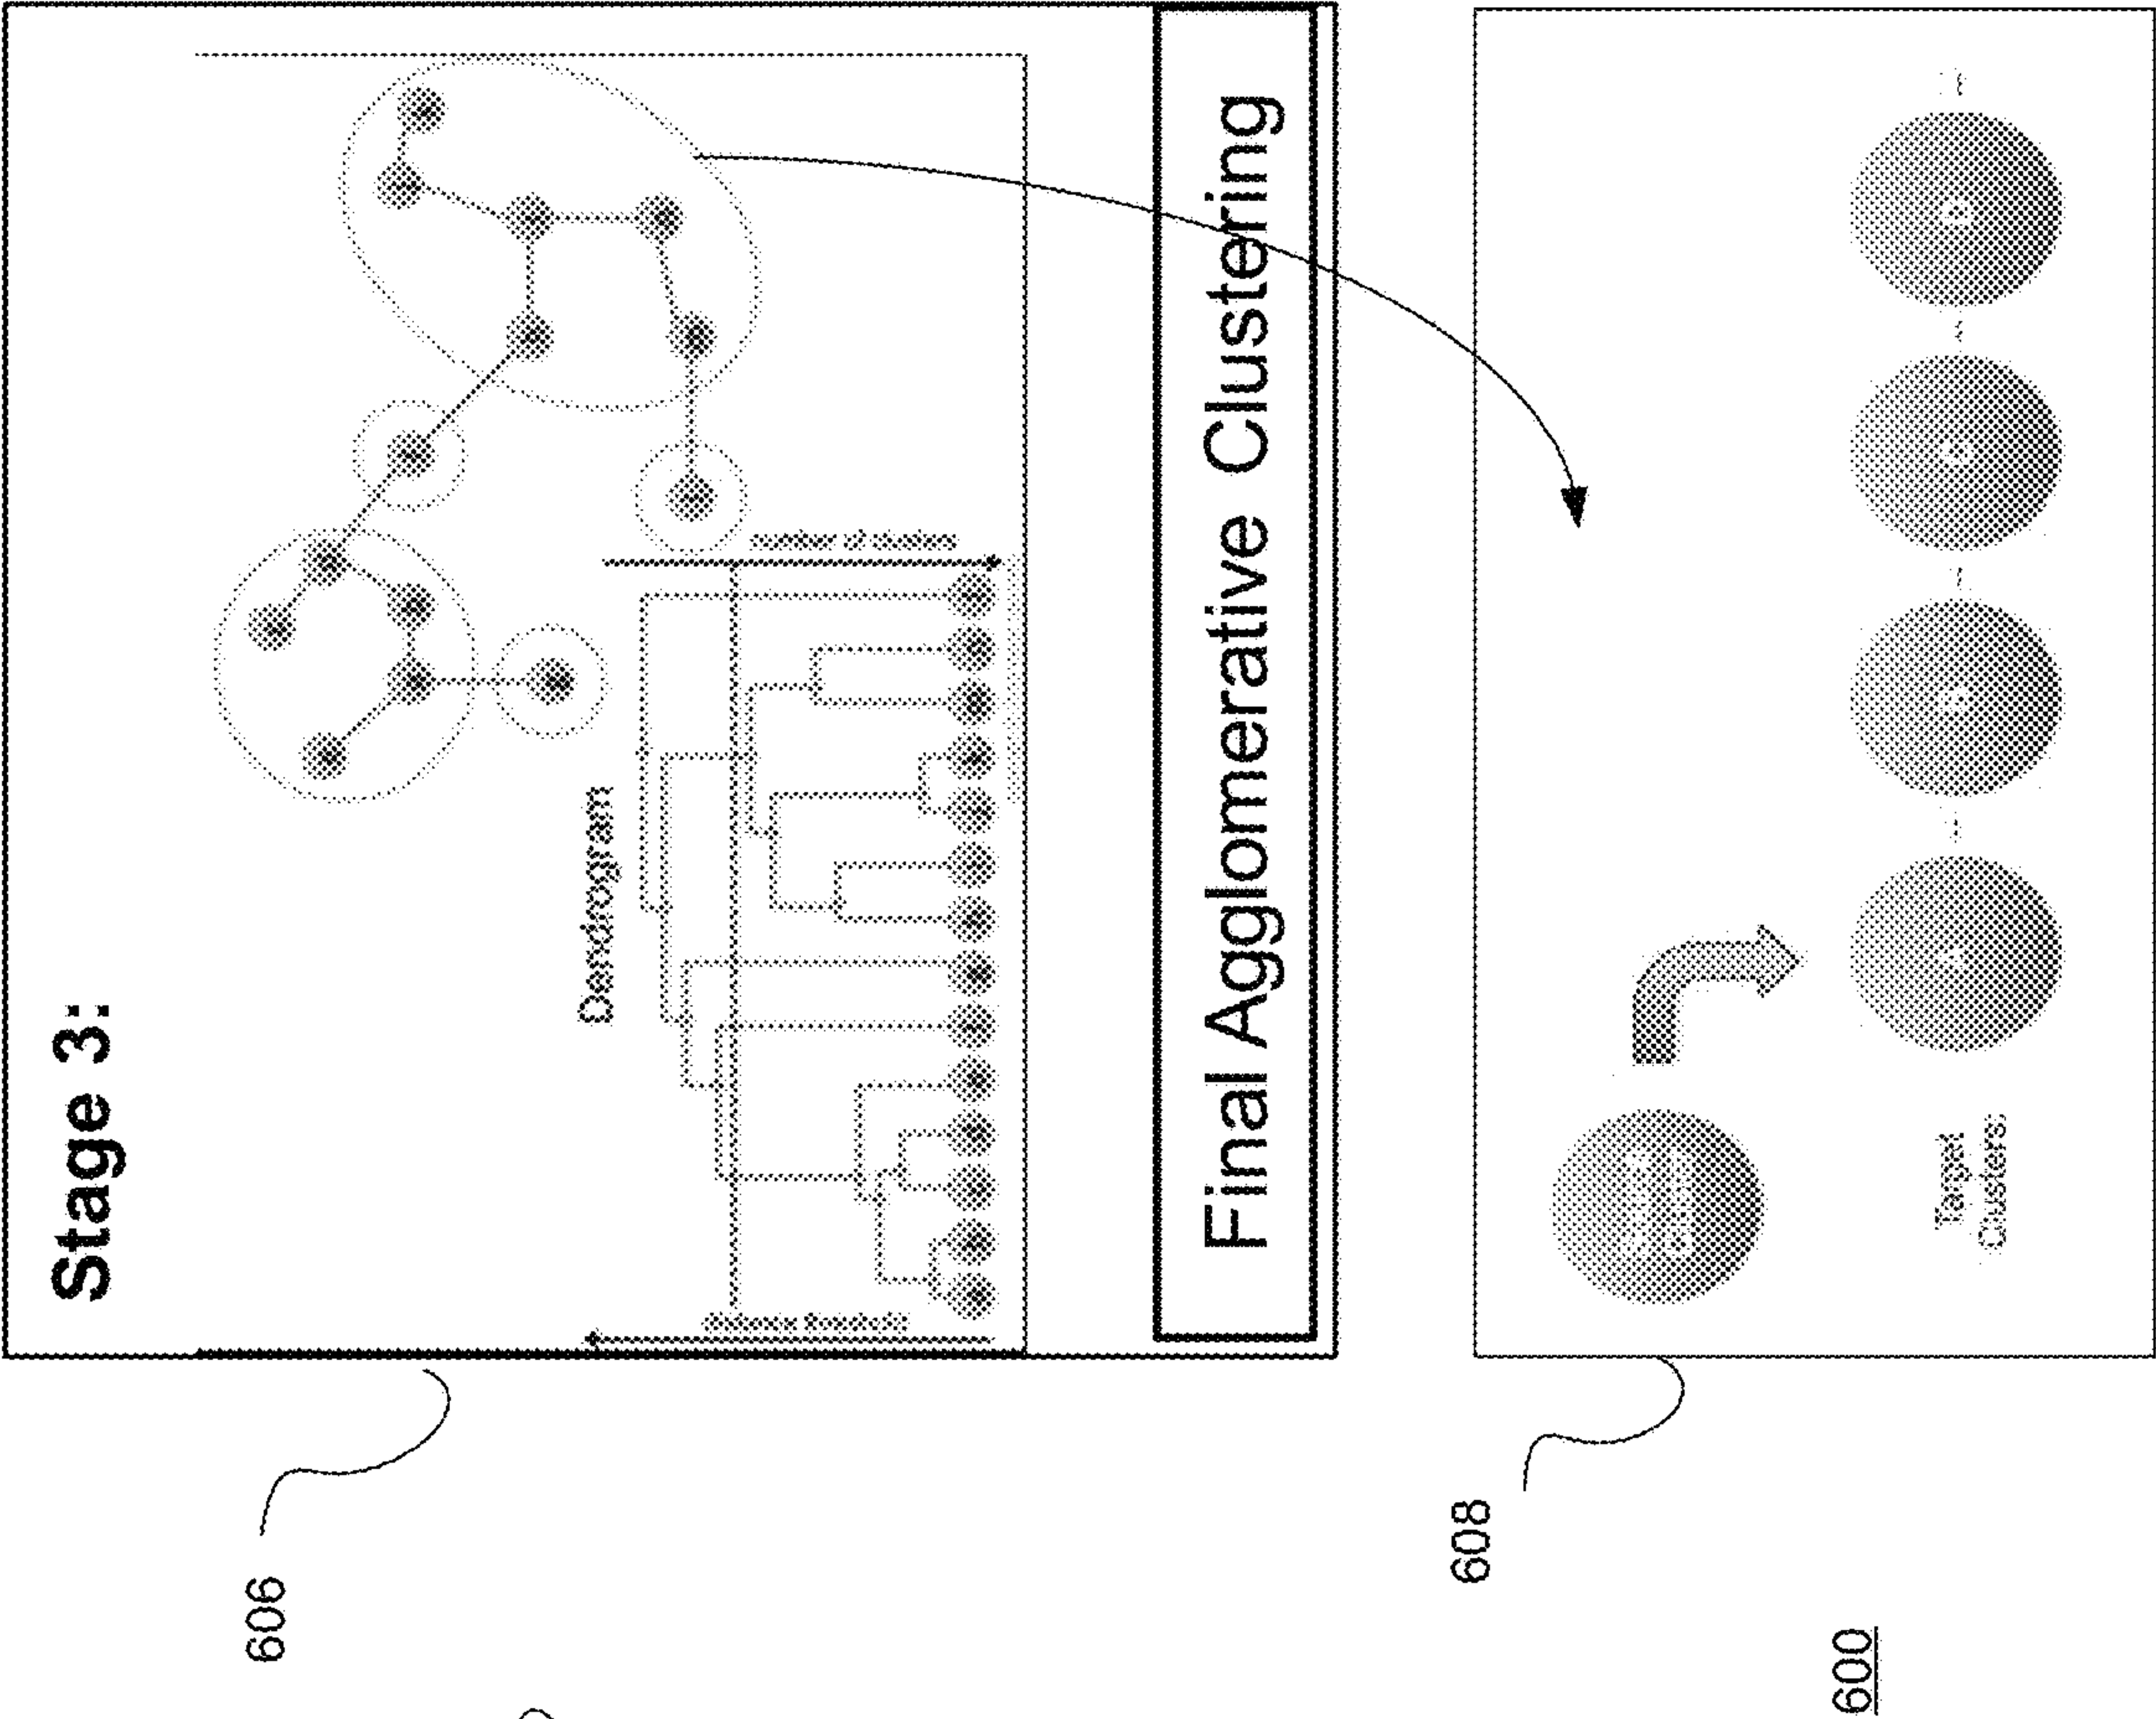 Stage 3:
Dendrogram
Final Agglomerative Clustering
Target
Clusters:
606
608
600